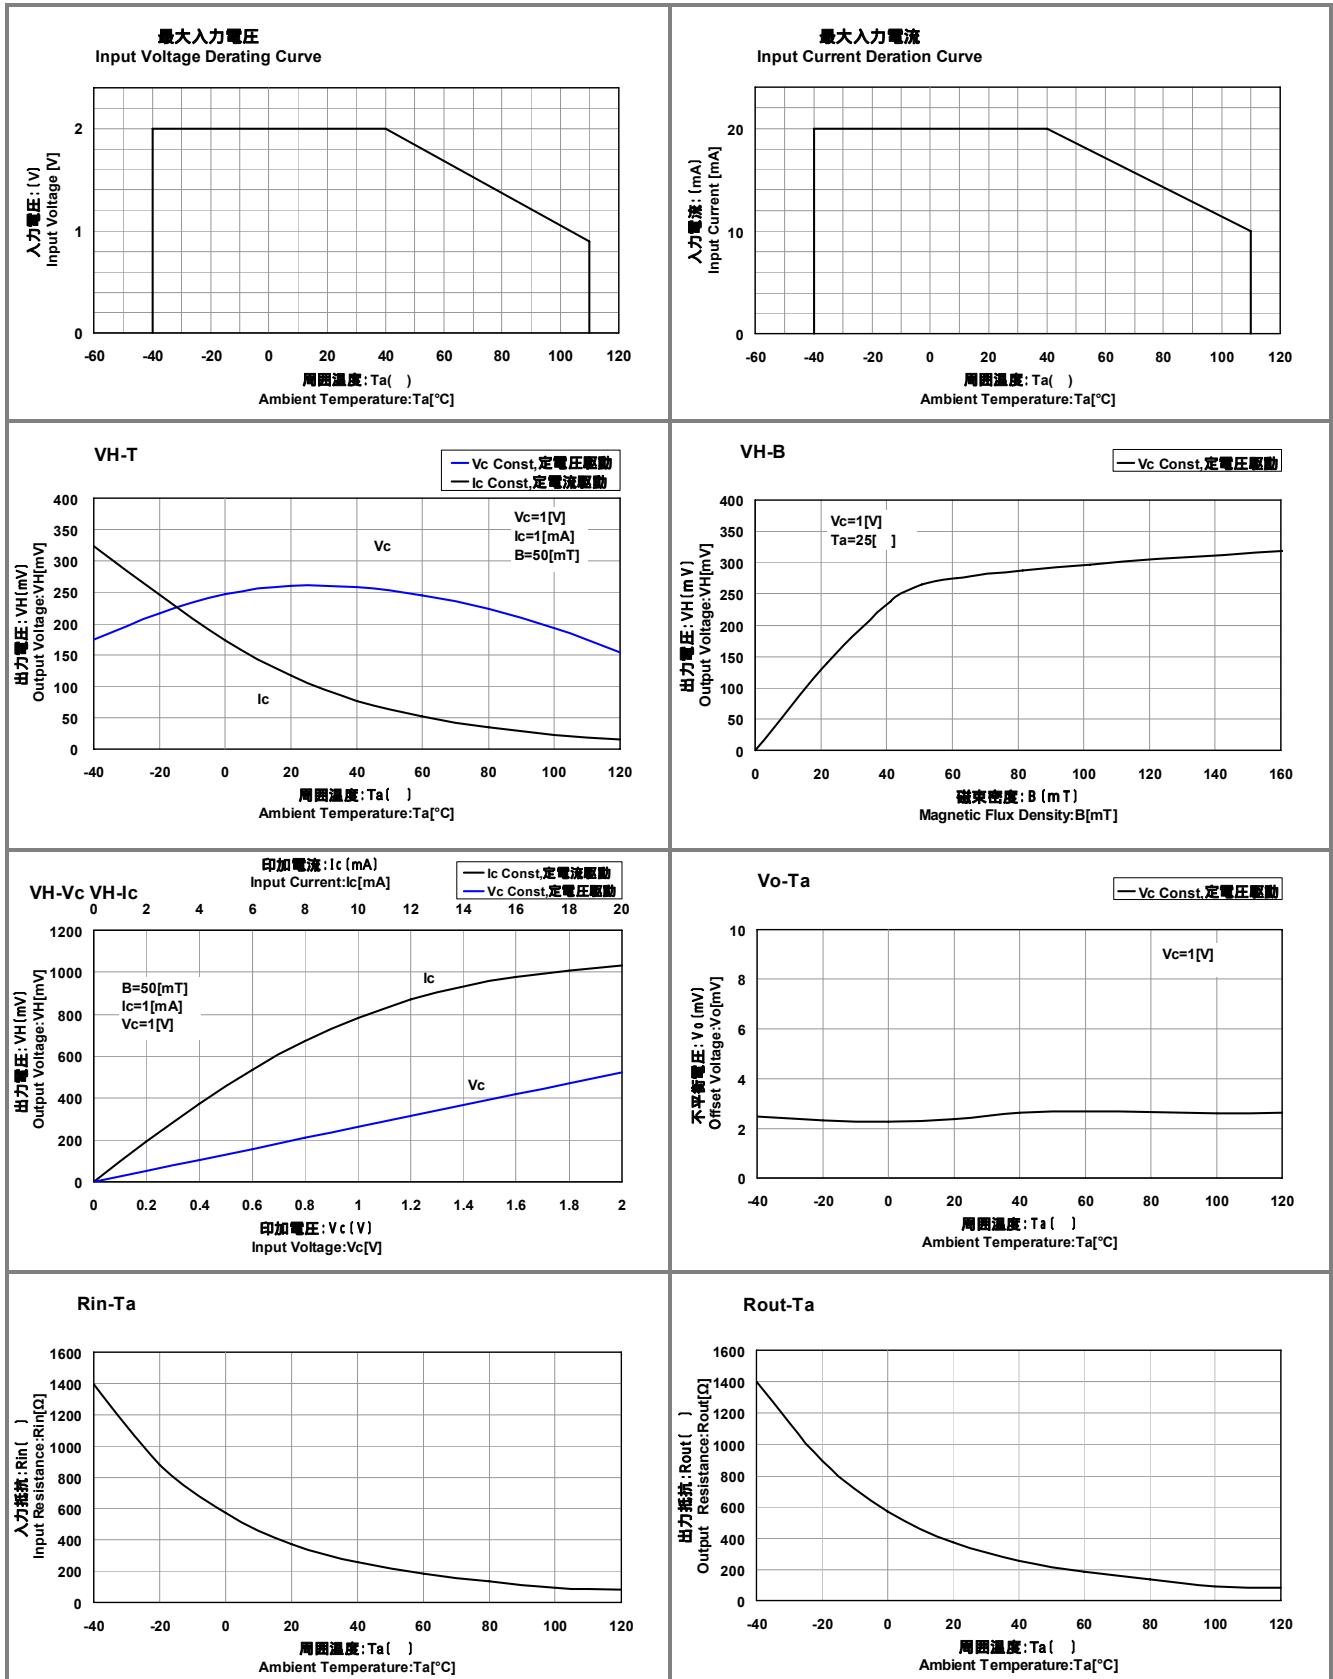 最大入力電圧
Input Voltage Derating Curve
入力電圧:(V)
Input Voltage [V]
2
1
0
-60 -40 -20 0 20 40 60 80 100 120
周囲温度:Ta( )
Ambient Temperature:Ta[°C]
最大入力電流
Input Current Deration Curve
入力電流:(mA)
Input Current [mA]
20
10
0
-60 -40 -20 0 20 40 60 80 100 120
周囲温度:Ta( )
Ambient Temperature:Ta[°C]
VH-T
Vc Const,定電圧駆動
Ic Const,定電流駆動
出力電圧:VH(mV)
Output Voltage:VH[mV]
400
350
300
250
200
150
100
50
0
Vc=1[V]
Ic=1[mA]
B=50[mT]
Vc
Ic
-40 -20 0 20 40 60 80 100 120
周囲温度:Ta( )
Ambient Temperature:Ta[°C]
VH-B
Vc Const,定電圧駆動
出力電圧:VH(mV)
Output Voltage:VH[mV]
400
350
300
250
200
150
100
50
0
Vc=1[V]
Ta=25[ ]
0 20 40 60 80 100 120 140 160
磁束密度:B(mT)
Magnetic Flux Density:B[mT]
印加電流:Ic(mA)
Input Current:Ic[mA]
Ic Const,定電流駆動
Vc Const,定電圧駆動
VH-Vc VH-Ic
0 2 4 6 8 10 12 14 16 18 20
出力電圧:VH(mV)
Output Voltage:VH[mV]
1200
1000
800
600
400
200
0
B=50[mT]
Ic=1[mA]
Vc=1[V]
Ic
Vc
0 0.2 0.4 0.6 0.8 1 1.2 1.4 1.6 1.8 2
印加電圧:Vc(V)
Input Voltage:Vc[V]
Vo-Ta
Vc Const,定電圧駆動
不平衡電圧:Vo(mV)
Offset Voltage:Vo[mV]
10
8
6
4
2
0
Vc=1[V]
-40 -20 0 20 40 60 80 100 120
周囲温度:Ta( )
Ambient Temperature:Ta[°C]
Rin-Ta
入力抵抗:Rin( )
Input Resistance:Rin[Ω]
1600
1400
1200
1000
800
600
400
200
0
-40 -20 0 20 40 60 80 100 120
周囲温度:Ta( )
Ambient Temperature:Ta[°C]
Rout-Ta
出力抵抗:Rout( )
Output Resistance:Rout[Ω]
1600
1400
1200
1000
800
600
400
200
0
-40 -20 0 20 40 60 80 100 120
周囲温度:Ta( )
Ambient Temperature:Ta[°C]